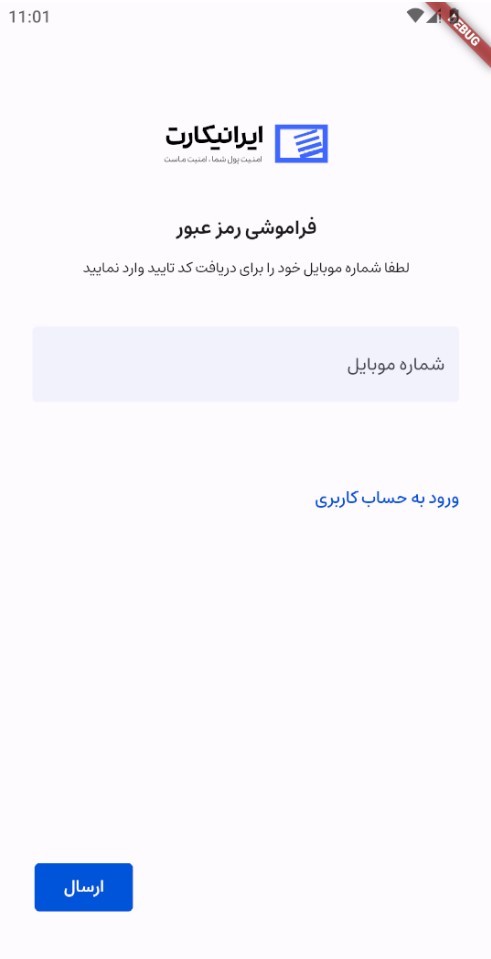 11:01
ایرانیکارت
امنیت پول شما ، امنیت ماست
فراموشی رمز عبور
لطفا شماره موبایل خود را برای دریافت کد تایید وارد نمایید
شماره موبایل
ورود به حساب کاربری
ارسال